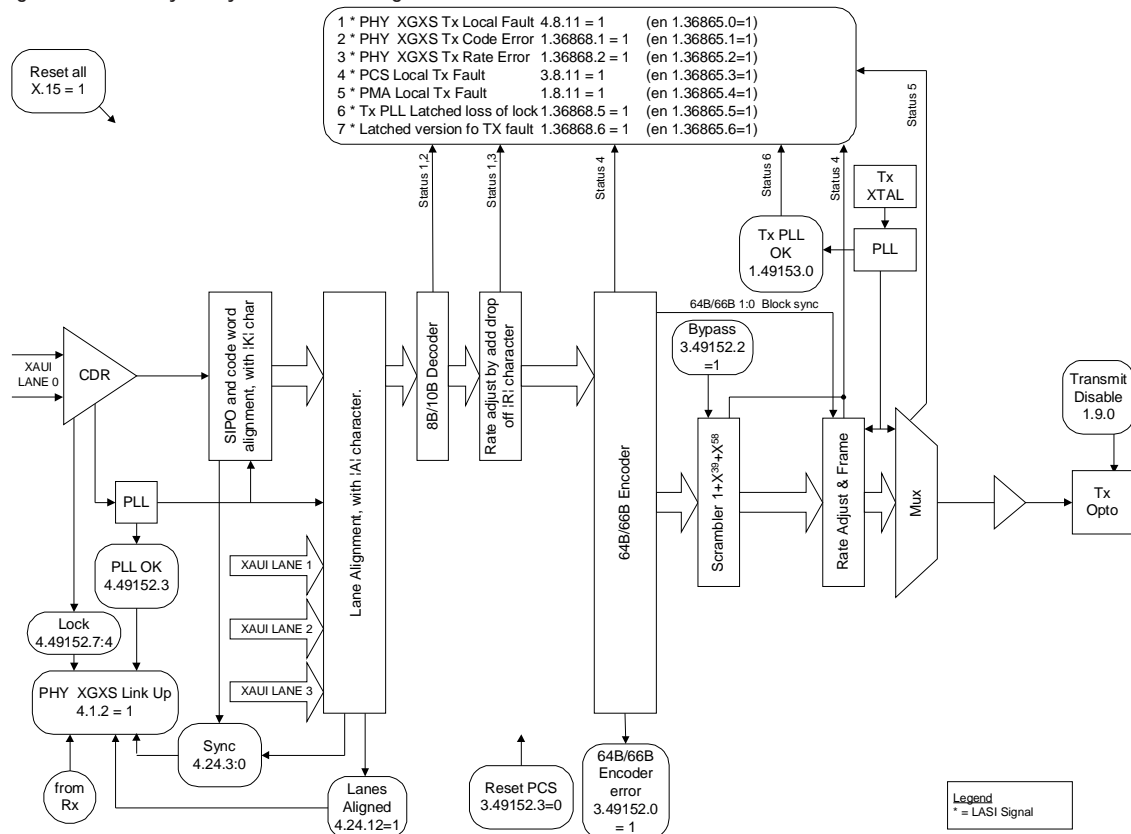 1 * PHY XGXS Tx Local Fault 4.8.11 = 1 (en 1.36865.0=1)
2 * PHY XGXS Tx Code Error 1.36868.1 = 1 (en 1.36865.1=1)
3 * PHY XGXS Tx Rate Error 1.36868.2 = 1 (en 1.36865.2=1)
4 * PCS Local Tx Fault 3.8.11 = 1 (en 1.36865.3=1)
5 * PMA Local Tx Fault 1.8.11 = 1 (en 1.36865.4=1)
6 * Tx PLL Latched loss of lock 1.36868.5 = 1 (en 1.36865.5=1)
7 * Latched version fo TX fault 1.36868.6 = 1 (en 1.36865.6=1)
Reset all
X.15 = 1
Status 1,2
Status 1,3
Status 4
Status 6
Status 4
Status 5
Tx
XTAL
PLL
Tx PLL
OK
1.49153.0
64B/66B 1:0 Block sync
Bypass
3.49152.2
=1
XAUI
LANE 0
CDR
SIPO and code word
alignment, with ¦K¦ char
Lane Alignment, with ¦A¦ character.
8B/10B Decoder
Rate adjust by add drop
off ¦R¦ character
64B/66B Encoder
Scrambler 1+X39+X58
Rate Adjust & Frame
Mux
Transmit
Disable
1.9.0
Tx
Opto
PLL
PLL OK
4.49152.3
Lock
4.49152.7:4
PHY XGXS Link Up
4.1.2 = 1
XAUI LANE 1
XAUI LANE 2
XAUI LANE 3
from
Rx
Sync
4.24.3:0
Lanes
Aligned
4.24.12=1
Reset PCS
3.49152.3=0
64B/66B
Encoder
error
3.49152.0
= 1
Legend
* = LASI Signal